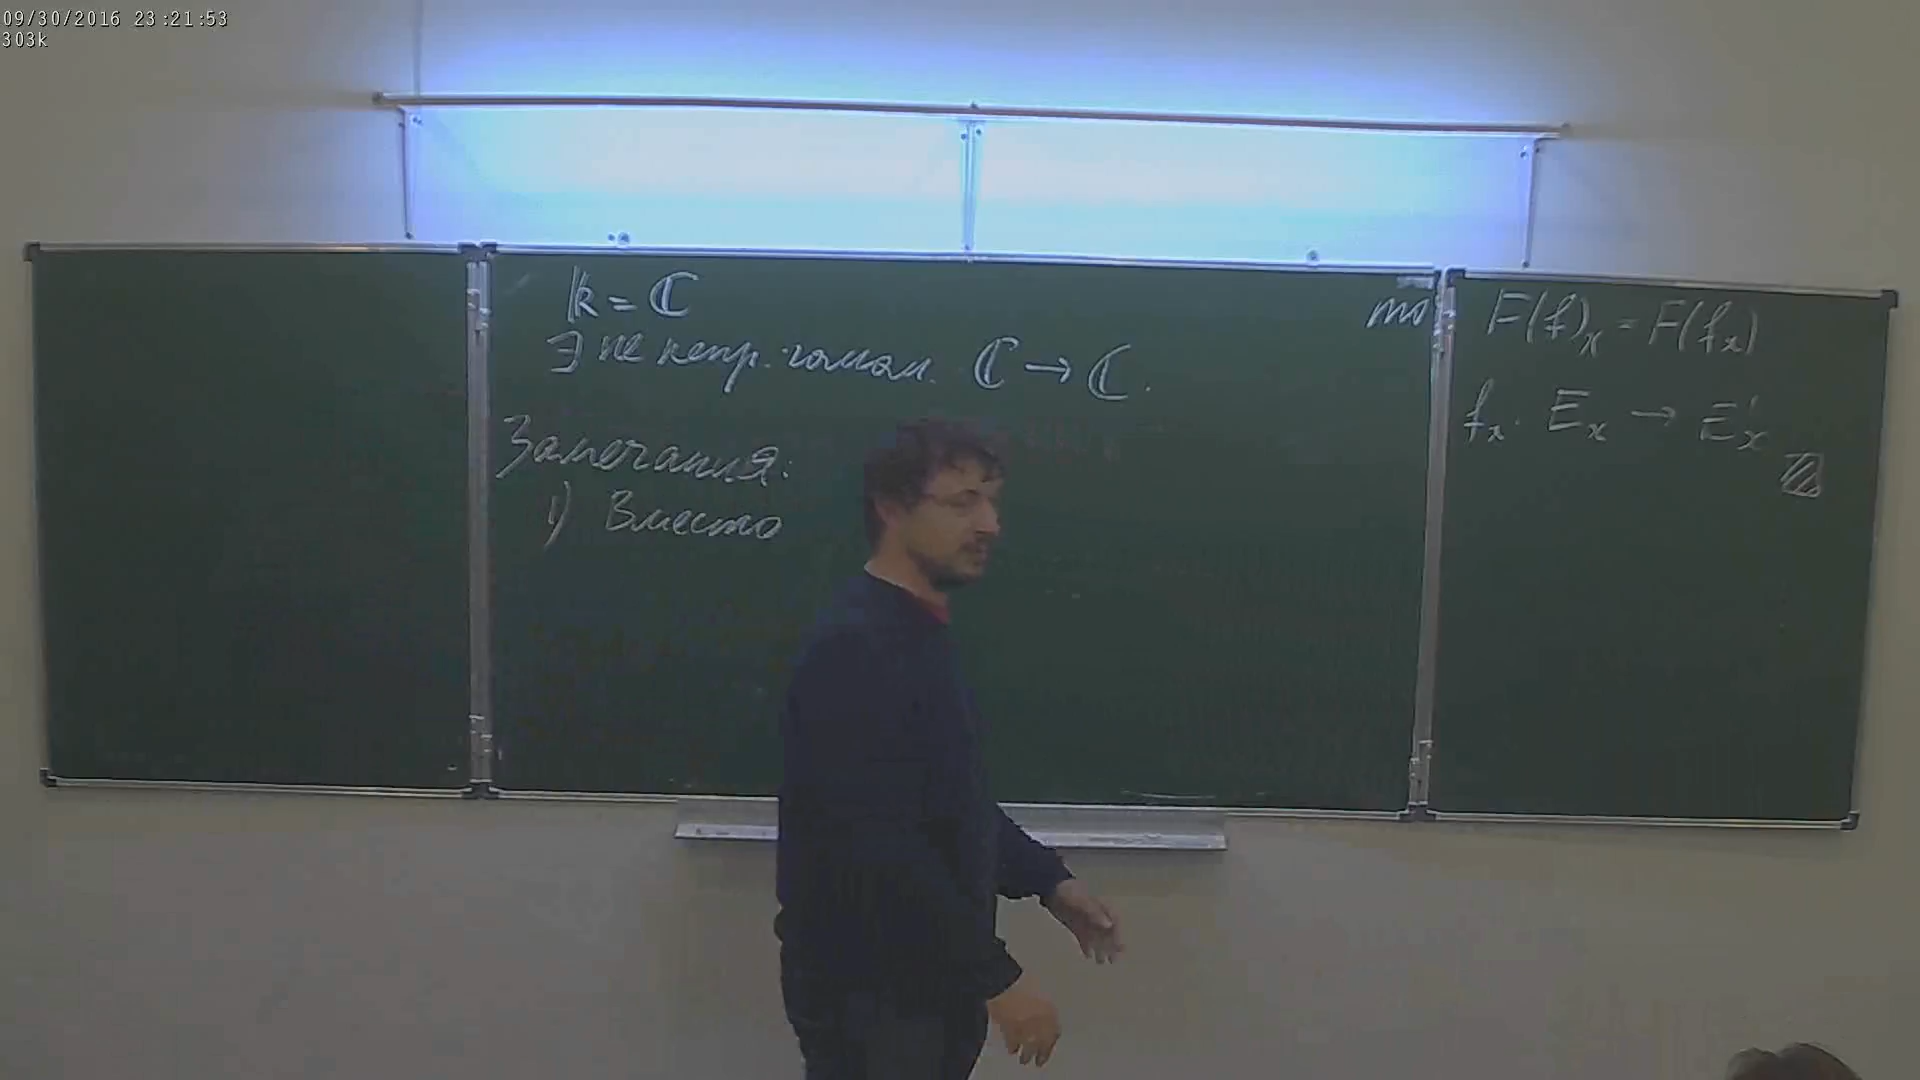 09/30/2016 23:21:53
303k
k = ℂ
∃ не непр. гомом. ℂ → ℂ.
Замечания:
1) Вместо
то
F(f)ₓ = F(fₓ)
fₓ: Eₓ → E'ₓ